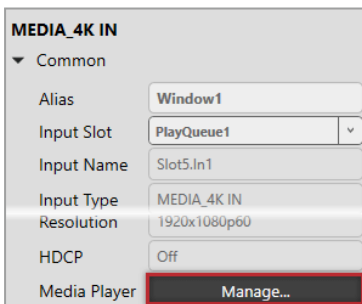 MEDIA_4K IN
Common
Alias Window1
Input Slot PlayQueue1
Input Name Slot5.In1
Input Type MEDIA_4K IN
Resolution 1920x1080p60
HDCP Off
Media Player Manage...